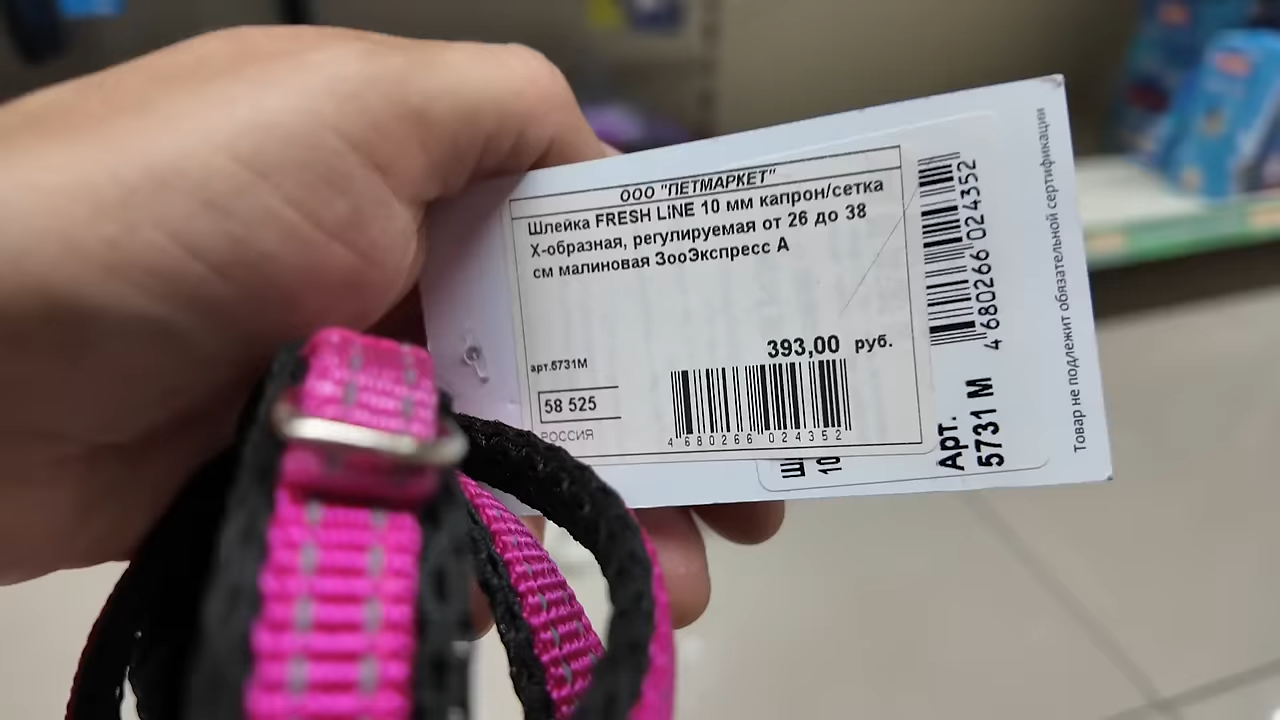 ООО "ПЕТМАРКЕТ"
Шлейка FRESH LiNE 10 мм капрон/сетка
Х-образная, регулируемая от 26 до 38
см малиновая ЗооЭкспресс А
393,00 руб.
арт.5731М
58 525
РОССИЯ
4 680266 024352
4 680266 024352
Арт.
5731 М
Товар не подлежит обязательной сертификации
Ш
10